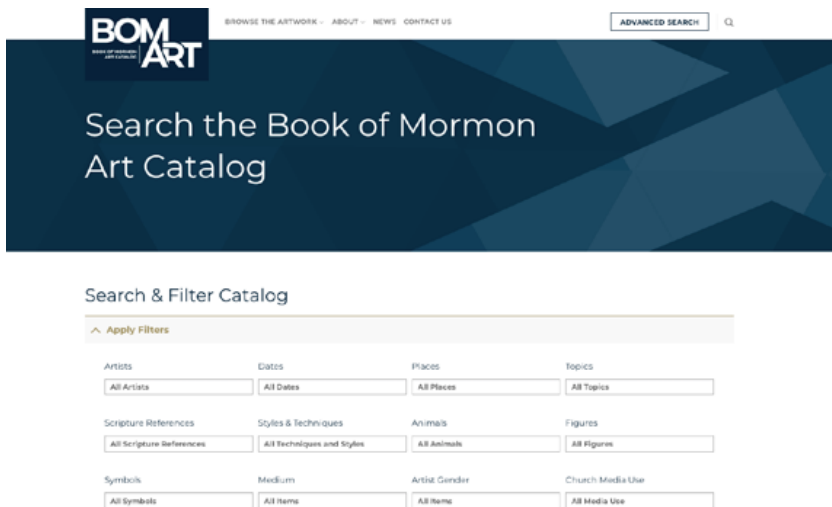 BOM
ART
BOOK OF MORMON
ART CATALOG
BROWSE THE ARTWORK ABOUT NEWS CONTACT US
ADVANCED SEARCH
Search the Book of Mormon
Art Catalog
Search & Filter Catalog
Apply Filters
Artists Dates Places Topics
All Artists All Dates All Places All Topics
Scripture References Styles & Techniques Animals Figures
All Scripture References All Techniques and Styles All Animals All Figures
Symbols Medium Artist Gender Church Media Use
All Symbols All Items All Items All Media Use